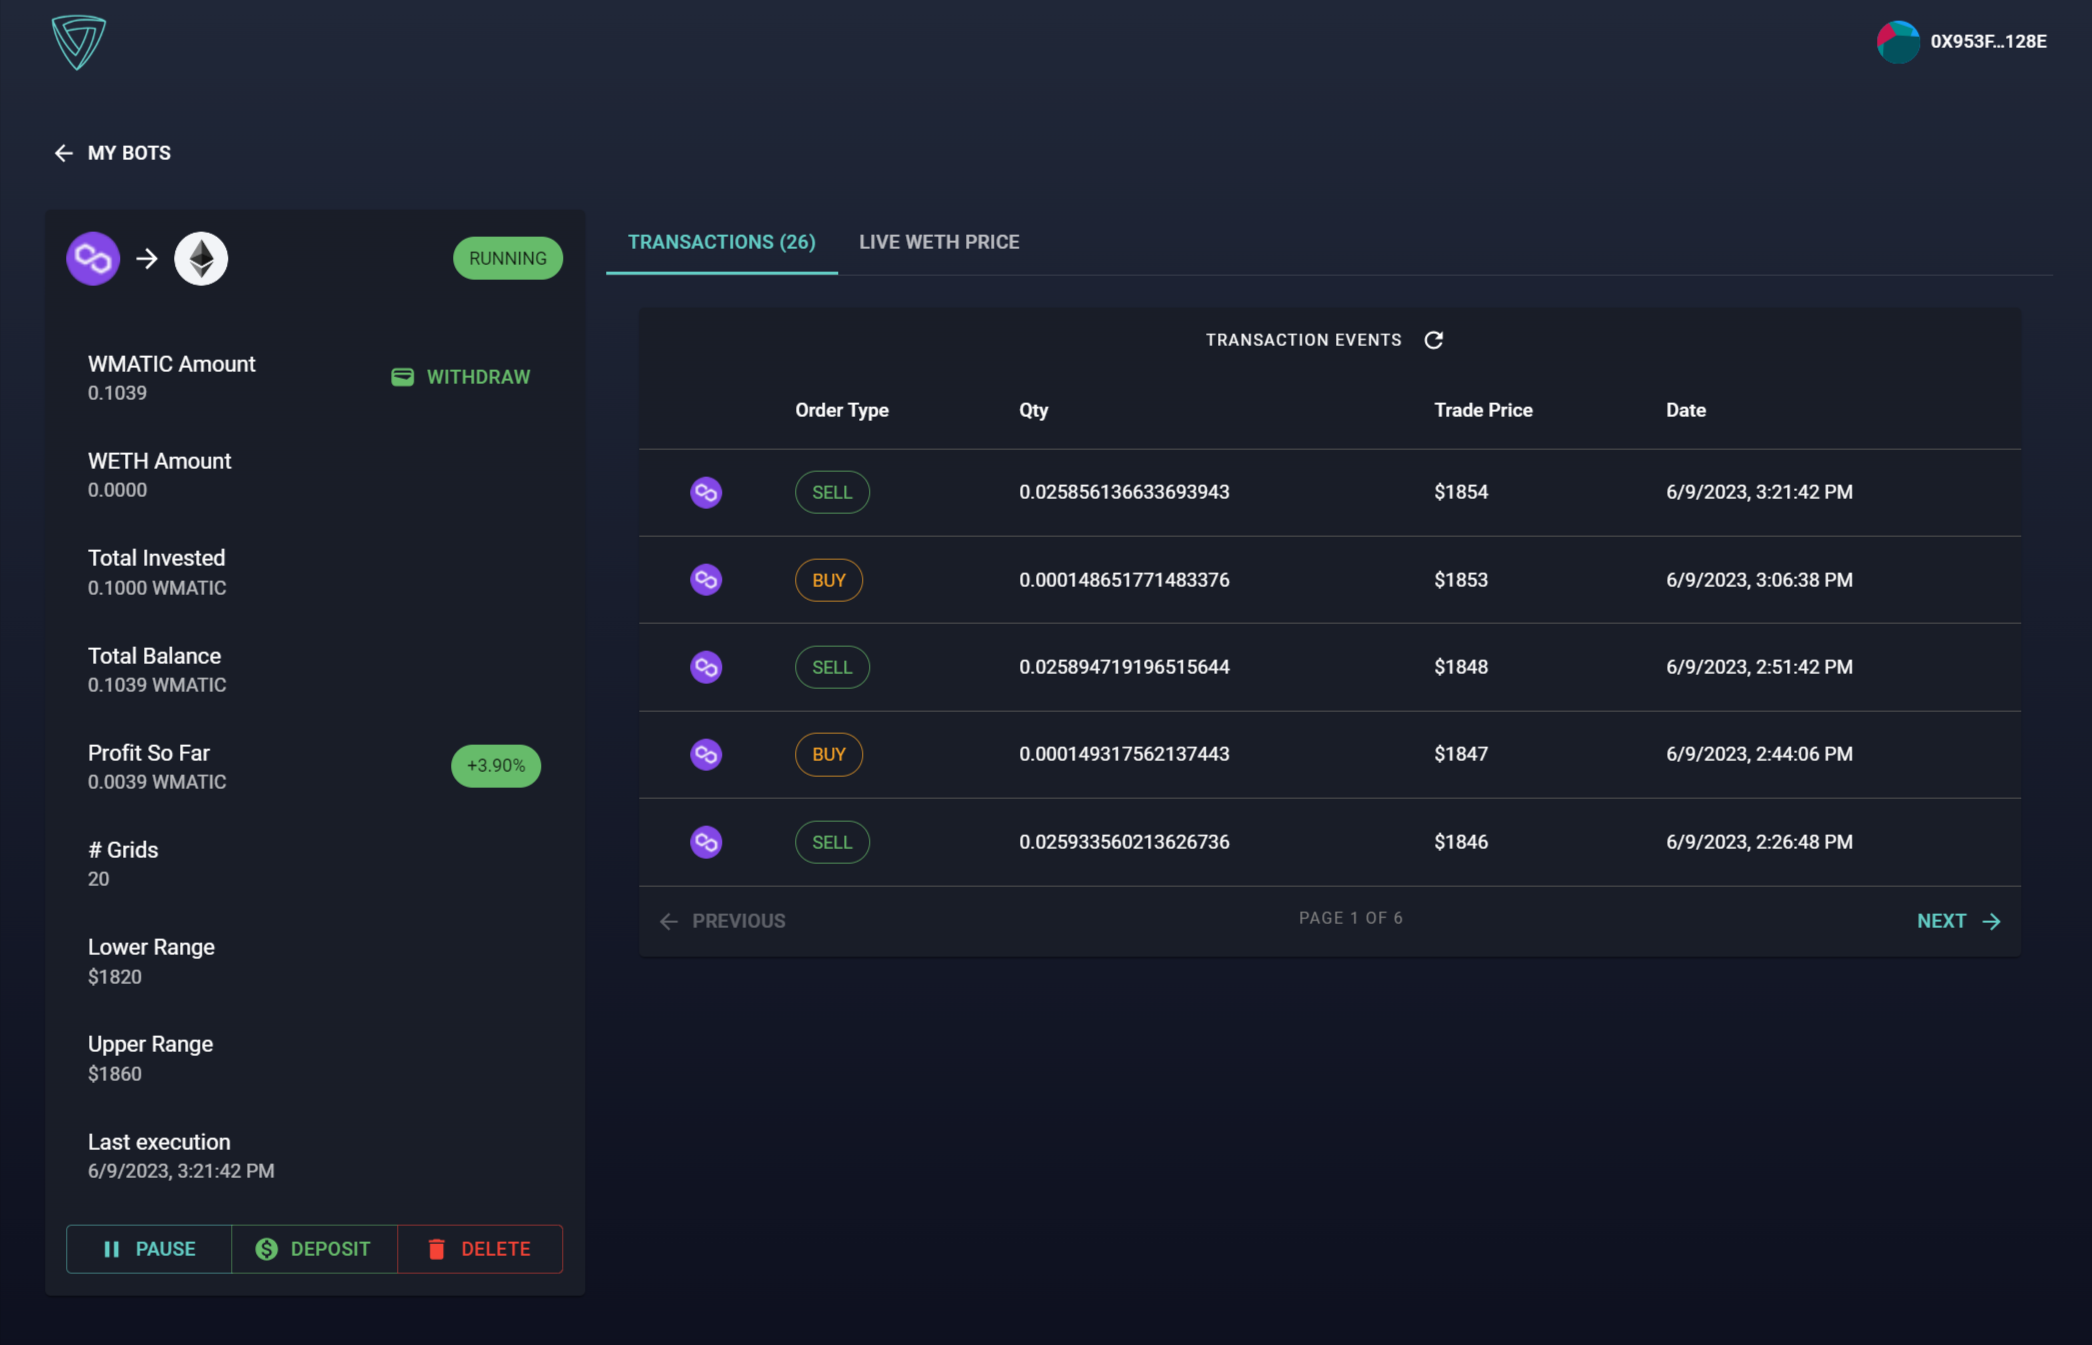 0X953F...128E
MY BOTS
RUNNING
WMATIC Amount
0.1039
WITHDRAW
WETH Amount
0.0000
Total Invested
0.1000 WMATIC
Total Balance
0.1039 WMATIC
Profit So Far
0.0039 WMATIC
+3.90%
# Grids
20
Lower Range
$1820
Upper Range
$1860
Last execution
6/9/2023, 3:21:42 PM
PAUSE DEPOSIT DELETE
TRANSACTIONS (26) LIVE WETH PRICE
TRANSACTION EVENTS
Order Type Qty Trade Price Date
SELL 0.025856136633693943 $1854 6/9/2023, 3:21:42 PM
BUY 0.000148651771483376 $1853 6/9/2023, 3:06:38 PM
SELL 0.025894719196515644 $1848 6/9/2023, 2:51:42 PM
BUY 0.000149317562137443 $1847 6/9/2023, 2:44:06 PM
SELL 0.025933560213626736 $1846 6/9/2023, 2:26:48 PM
PREVIOUS PAGE 1 OF 6 NEXT